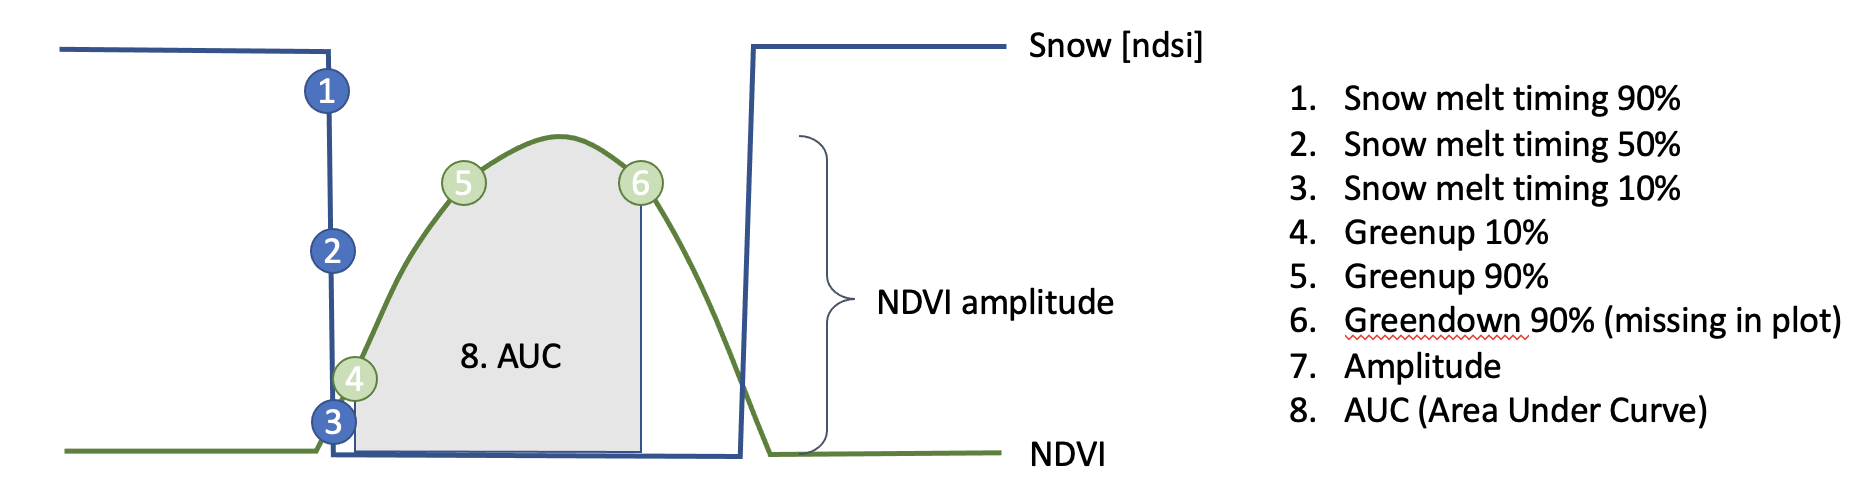 Snow [ndsi]
1
2
3
4
5
6
8. AUC
NDVI amplitude
NDVI
1. Snow melt timing 90%
2. Snow melt timing 50%
3. Snow melt timing 10%
4. Greenup 10%
5. Greenup 90%
6. Greendown 90% (missing in plot)
7. Amplitude
8. AUC (Area Under Curve)